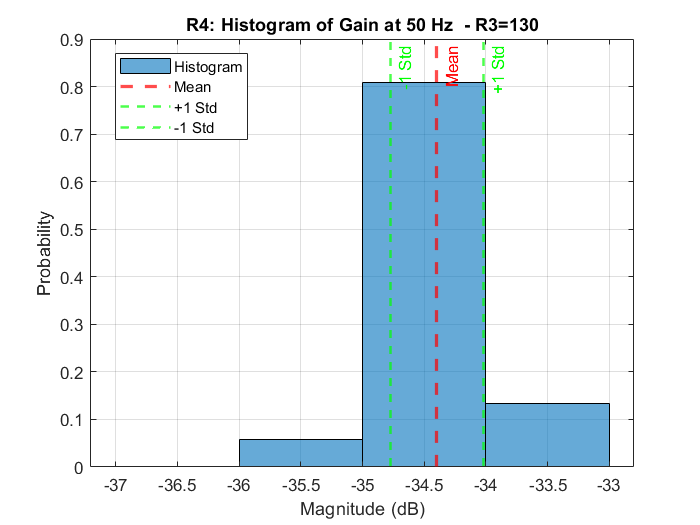 R4: Histogram of Gain at 50 Hz - R3=130
0.9
0.8
0.7
0.6
0.5
0.4
0.3
0.2
0.1
0
Probability
Histogram
Mean
+1 Std
-1 Std
-1 Std
Mean
+1 Std
-37
-36.5
-36
-35.5
-35
-34.5
-34
-33.5
-33
Magnitude (dB)